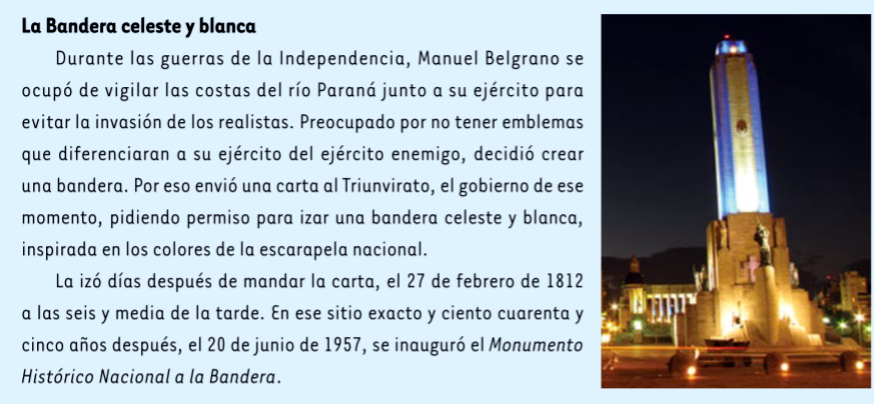 La Bandera celeste y blanca
Durante las guerras de la Independencia, Manuel Belgrano se
ocupó de vigilar las costas del río Paraná junto a su ejército para
evitar la invasión de los realistas. Preocupado por no tener emblemas
que diferenciaran a su ejército del ejército enemigo, decidió crear
una bandera. Por eso envió una carta al Triunvirato, el gobierno de ese
momento, pidiendo permiso para izar una bandera celeste y blanca,
inspirada en los colores de la escarapela nacional.
La izó días después de mandar la carta, el 27 de febrero de 1812
a las seis y media de la tarde. En ese sitio exacto y ciento cuarenta y
cinco años después, el 20 de junio de 1957, se inauguró el Monumento
Histórico Nacional a la Bandera.